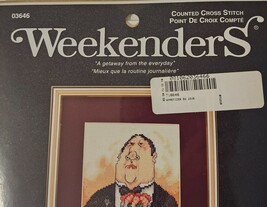 03646
COUNTED CROSS STITCH
POINT DE CROIX COMPTÉ
WEEKENDERS®
"A getaway from the everyday"
"Mieux que la routine journalière"